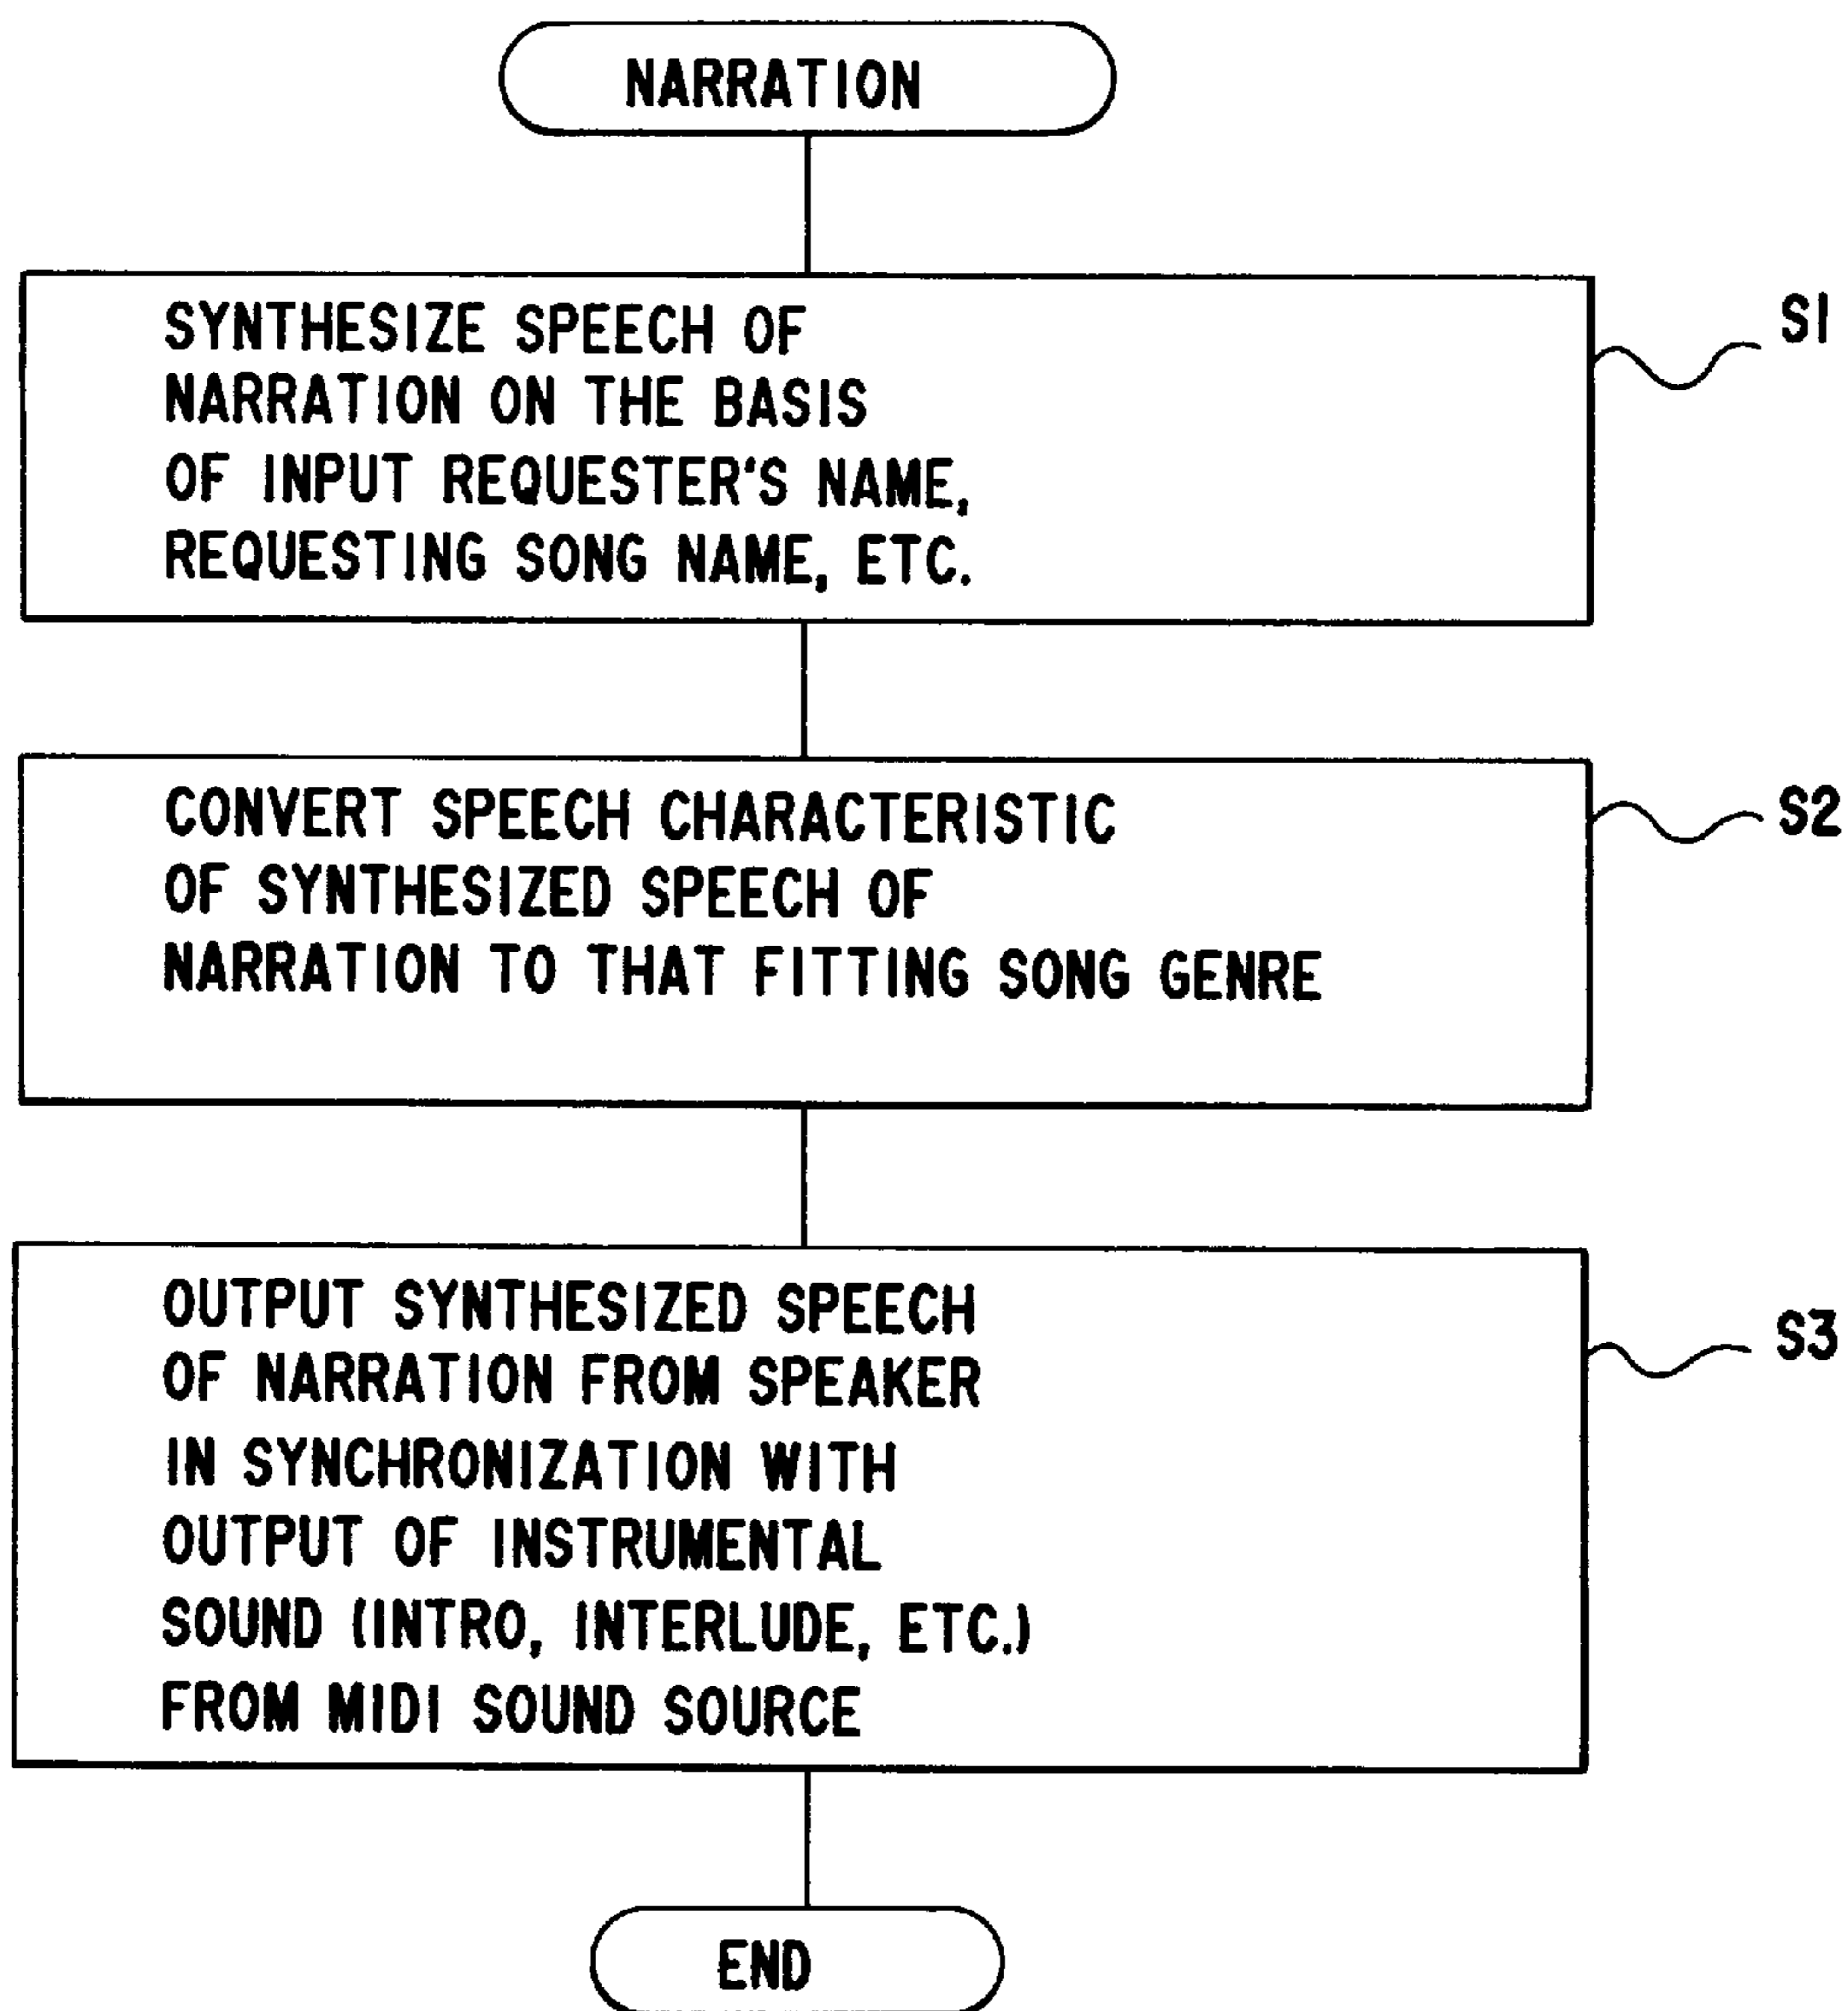 NARRATION
SYNTHESIZE SPEECH OF
NARRATION ON THE BASIS
OF INPUT REQUESTER'S NAME,
REQUESTING SONG NAME, ETC.
S1
CONVERT SPEECH CHARACTERISTIC
OF SYNTHESIZED SPEECH OF
NARRATION TO THAT FITTING SONG GENRE
S2
OUTPUT SYNTHESIZED SPEECH
OF NARRATION FROM SPEAKER
IN SYNCHRONIZATION WITH
OUTPUT OF INSTRUMENTAL
SOUND (INTRO, INTERLUDE, ETC.)
FROM MIDI SOUND SOURCE
S3
END